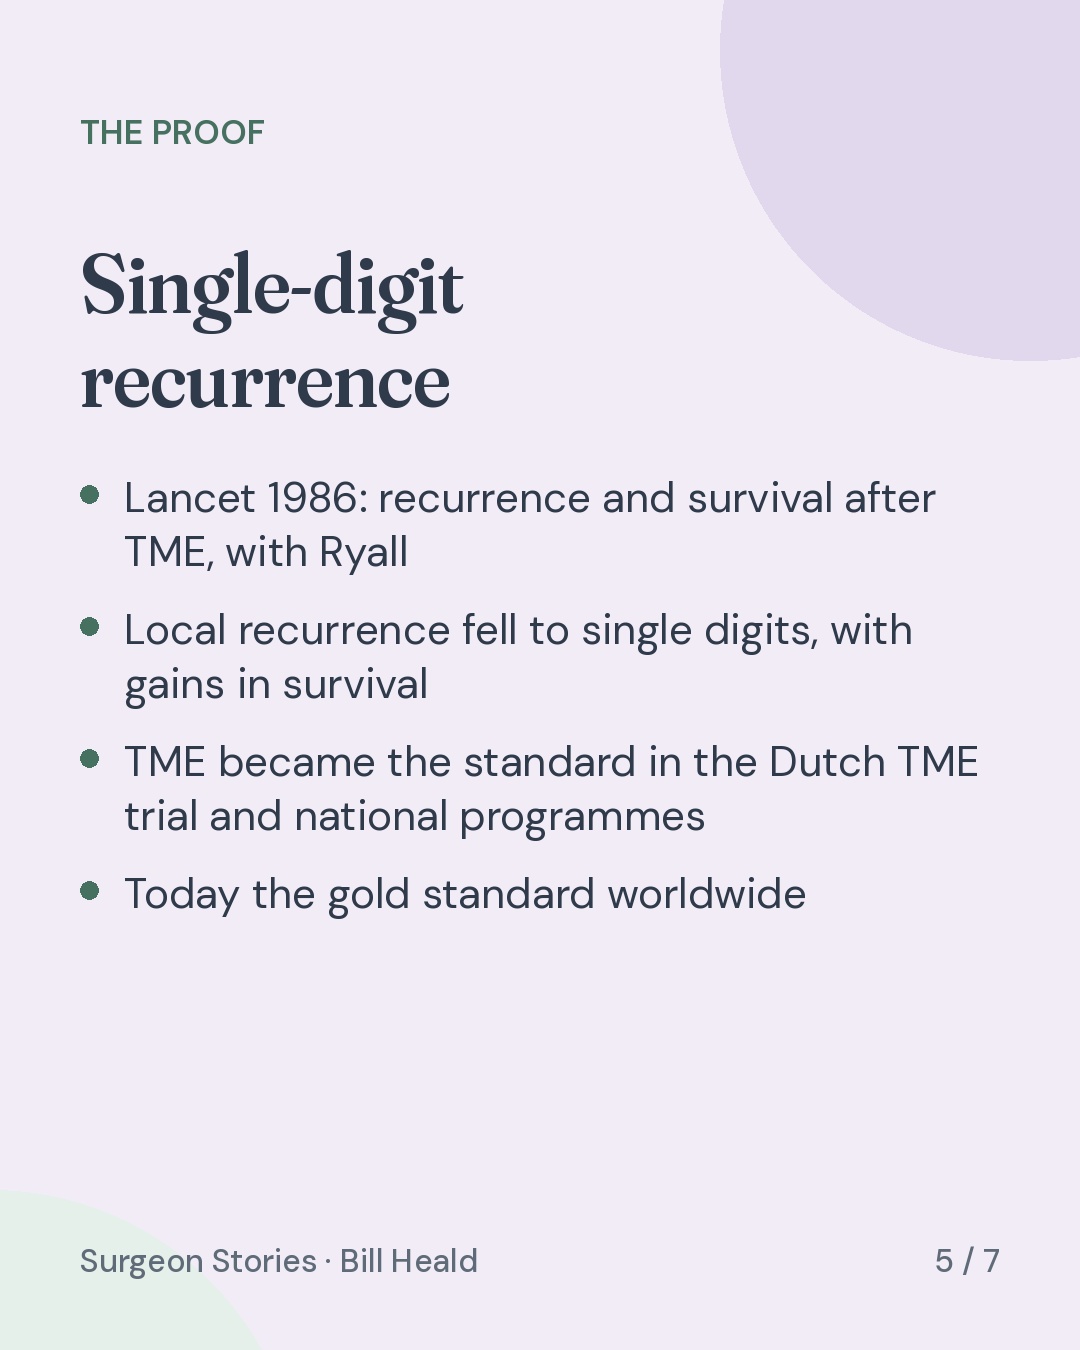 THE PROOF
Single-digit
recurrence
Lancet 1986: recurrence and survival after
TME, with Ryall
Local recurrence fell to single digits, with
gains in survival
TME became the standard in the Dutch TME
trial and national programmes
Today the gold standard worldwide
Surgeon Stories · Bill Heald
5 / 7